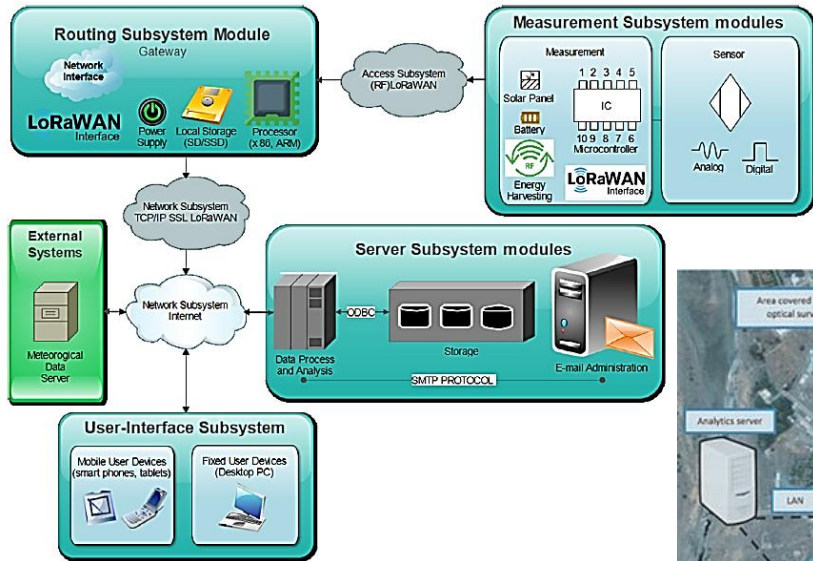 Routing Subsystem Module
Gateway
Network
Interface
LoRaWAN
Interface
Power
Supply
Local Storage
(SD/SSD)
Processor
(x 86, ARM)
Access Subsystem
(RF)LoRaWAN
Measurement Subsystem modules
Measurement
Solar Panel
Battery
RF
Energy
Harvesting
1 2 3 4 5
IC
10 9 8 7 6
Microcontroller
LoRaWAN
Interface
Sensor
Analog
Digital
Network Subsystem
TCP/IP SSL LoRaWAN
External
Systems
Meteorogical
Data
Server
Network Subsystem
Internet
Server Subsystem modules
Data Process
and Analysis
ODBC
Storage
E-mail Administration
SMTP PROTOCOL
User-Interface Subsystem
Mobile User Devices
(smart phones, tablets)
Fixed User Devices
(Desktop PC)
Area covered
optical
Analytics server
LAN